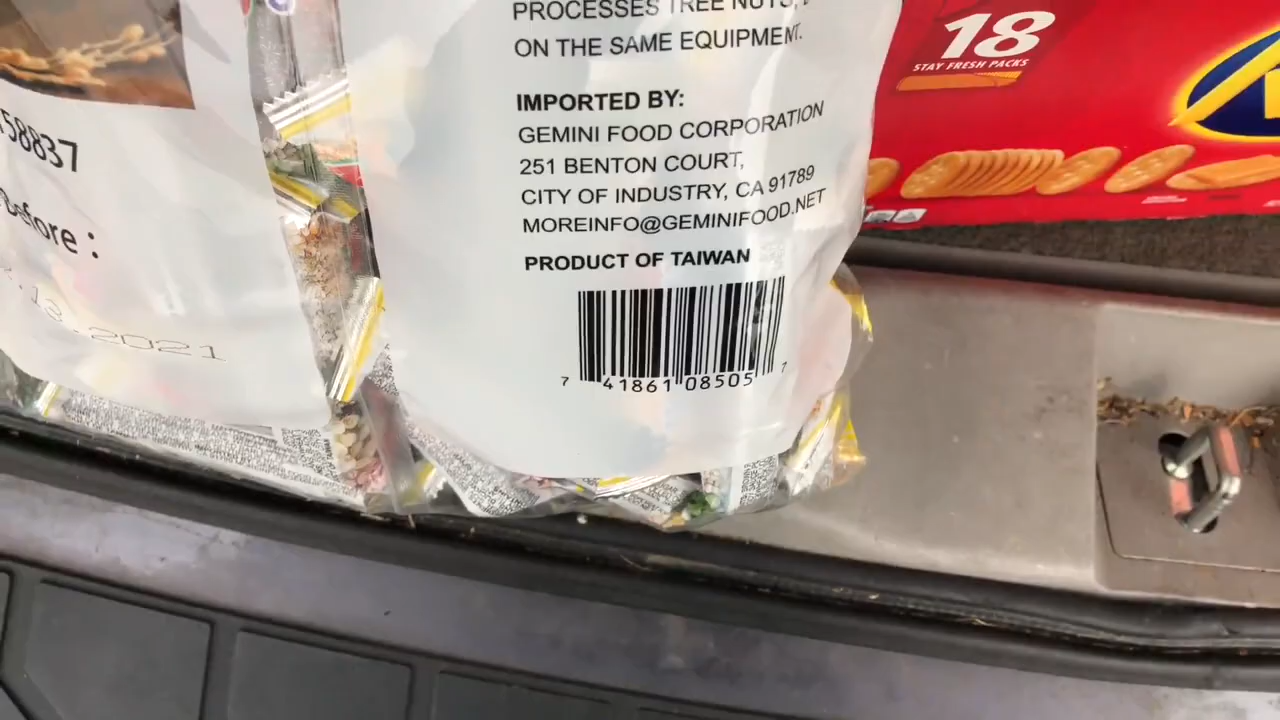 PROCESSES TREE NUTS,
ON THE SAME EQUIPMENT.
IMPORTED BY:
GEMINI FOOD CORPORATION
251 BENTON COURT,
CITY OF INDUSTRY, CA 91789
MOREINFO@GEMINIFOOD.NET
PRODUCT OF TAIWAN
7 41861 08505 7
58837
Before :
13.2021
18
STAY FRESH PACKS